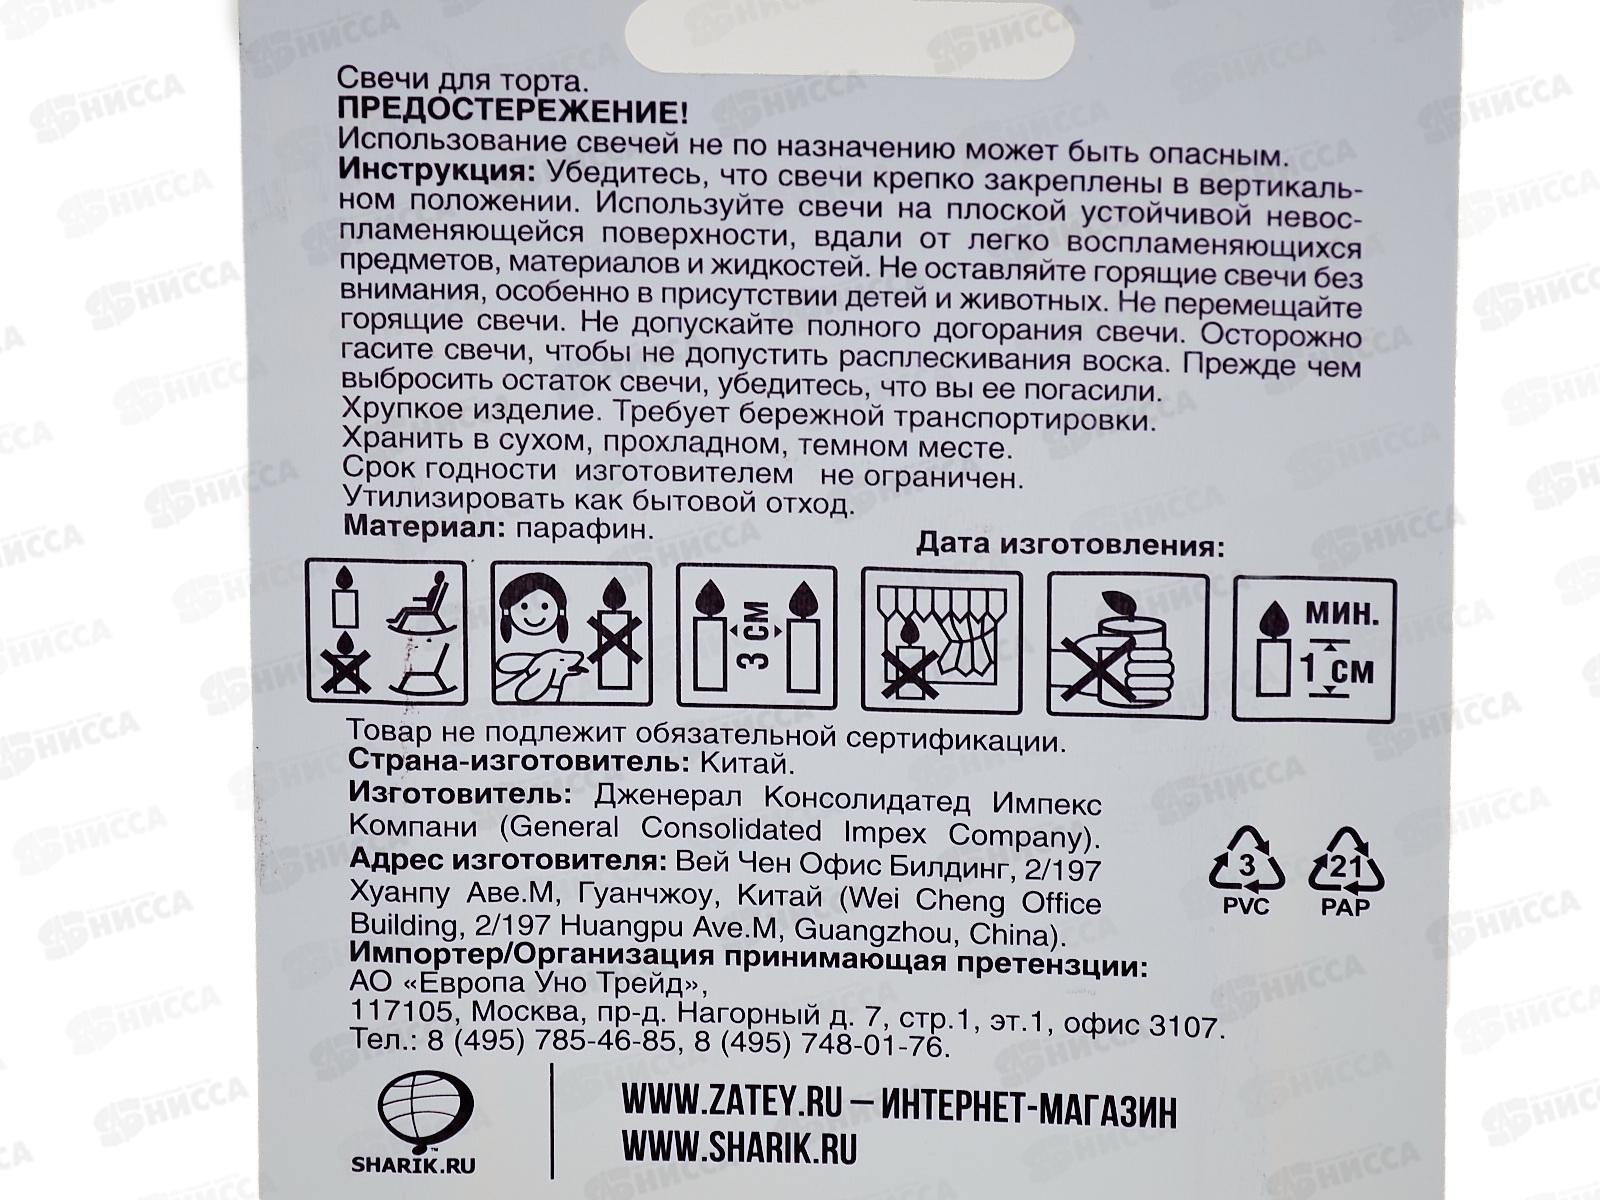 Свечи для торта.
ПРЕДОСТЕРЕЖЕНИЕ!
Использование свечей не по назначению может быть опасным.
Инструкция: Убедитесь, что свечи крепко закреплены в вертикаль-
ном положении. Используйте свечи на плоской устойчивой невос-
пламеняющейся поверхности, вдали от легко воспламеняющихся
предметов, материалов и жидкостей. Не оставляйте горящие свечи без
внимания, особенно в присутствии детей и животных. Не перемещайте
горящие свечи. Не допускайте полного догорания свечи. Осторожно
гасите свечи, чтобы не допустить расплескивания воска. Прежде чем
выбросить остаток свечи, убедитесь, что вы ее погасили.
Хрупкое изделие. Требует бережной транспортировки.
Хранить в сухом, прохладном, темном месте.
Срок годности изготовителем не ограничен.
Утилизировать как бытовой отход.
Материал: парафин.
Дата изготовления:
3 СМ
МИН.
1 СМ
Товар не подлежит обязательной сертификации.
Страна-изготовитель: Китай.
Изготовитель: Дженерал Консолидатед Импекс
Компани (General Consolidated Impex Company).
Адрес изготовителя: Вей Чен Офис Билдинг, 2/197
Хуанпу Аве.М, Гуанчжоу, Китай (Wei Cheng Office
Building, 2/197 Huangpu Ave.M, Guangzhou, China).
Импортер/Организация принимающая претензции:
АО «Европа Уно Трейд»,
117105, Москва, пр-д. Нагорный д. 7, стр.1, эт.1, офис 3107.
Тел.: 8 (495) 785-46-85, 8 (495) 748-01-76.
3
PVC
21
PAP
SHARIK.RU
WWW.ZATEY.RU – ИНТЕРНЕТ-МАГАЗИН
WWW.SHARIK.RU
НИССА